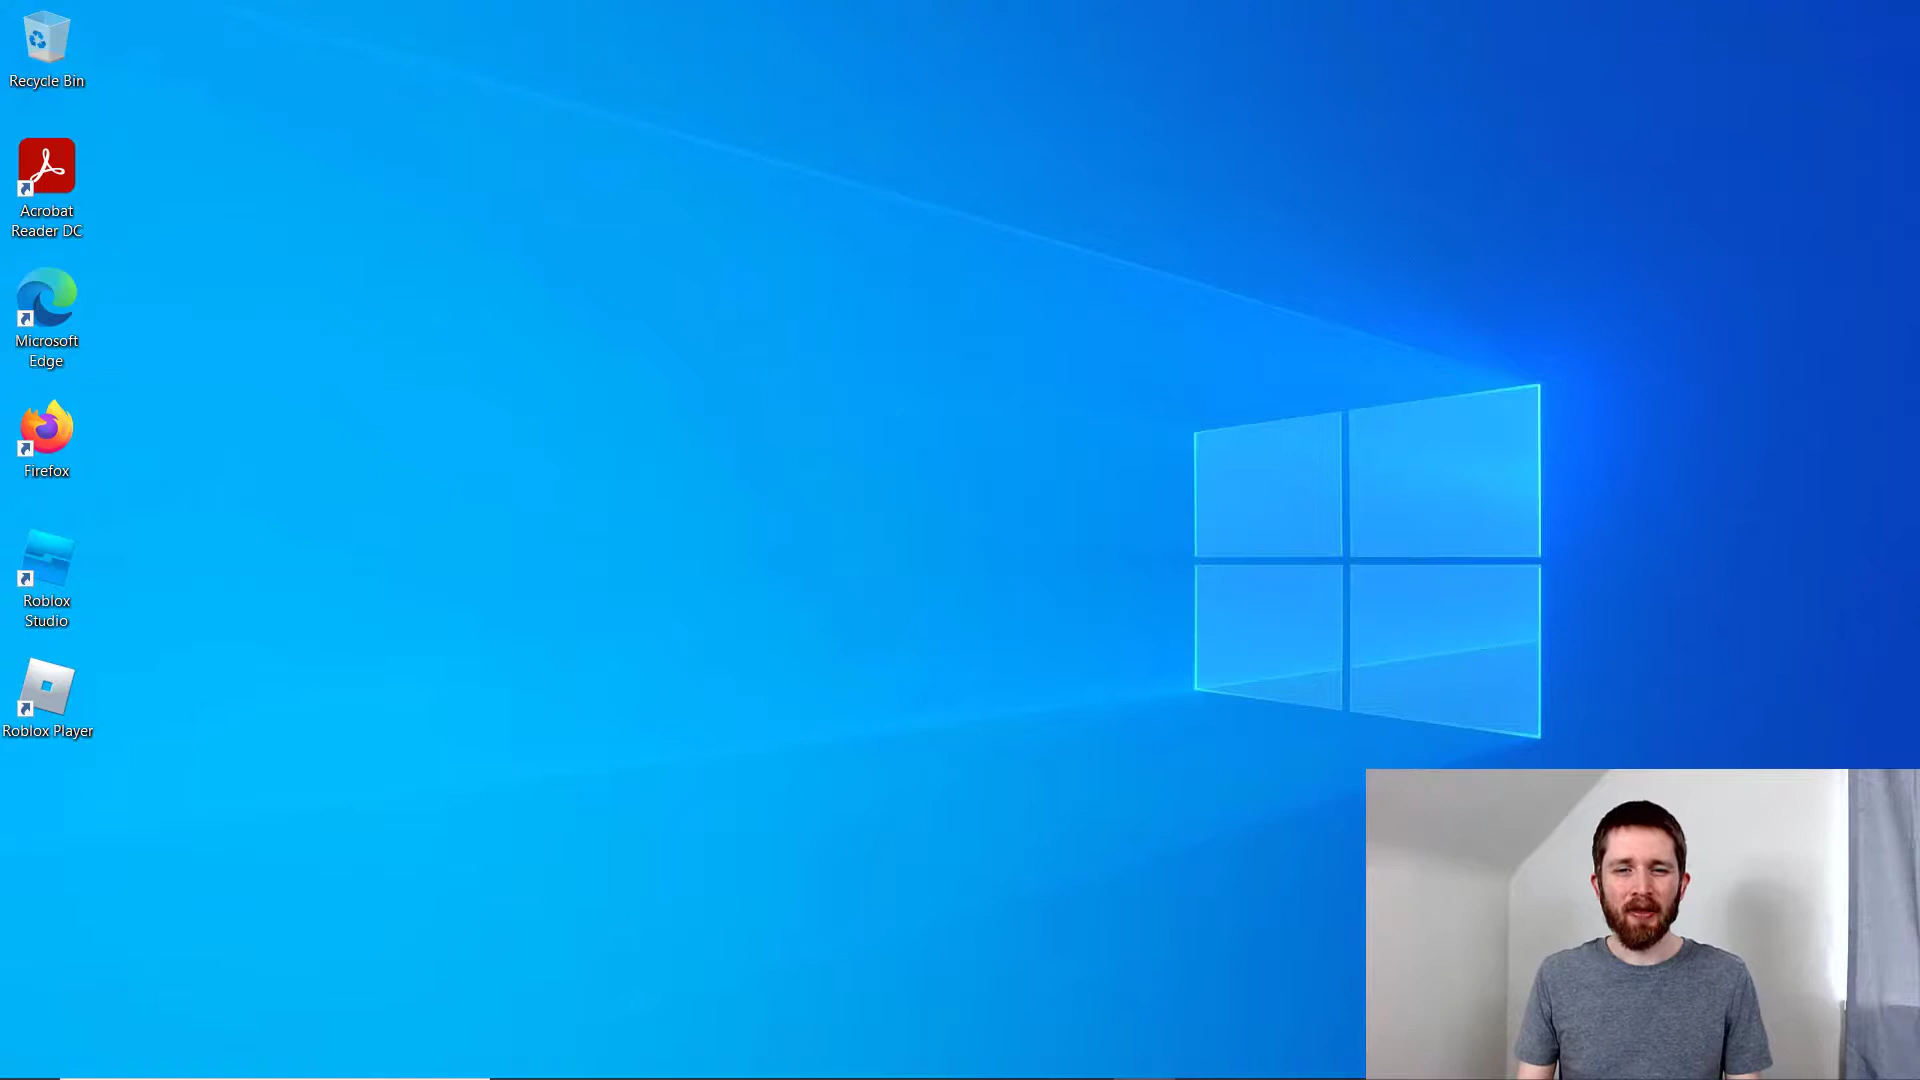 Recycle Bin
Acrobat
Reader DC
Microsoft
Edge
Firefox
Roblox
Studio
Roblox Player